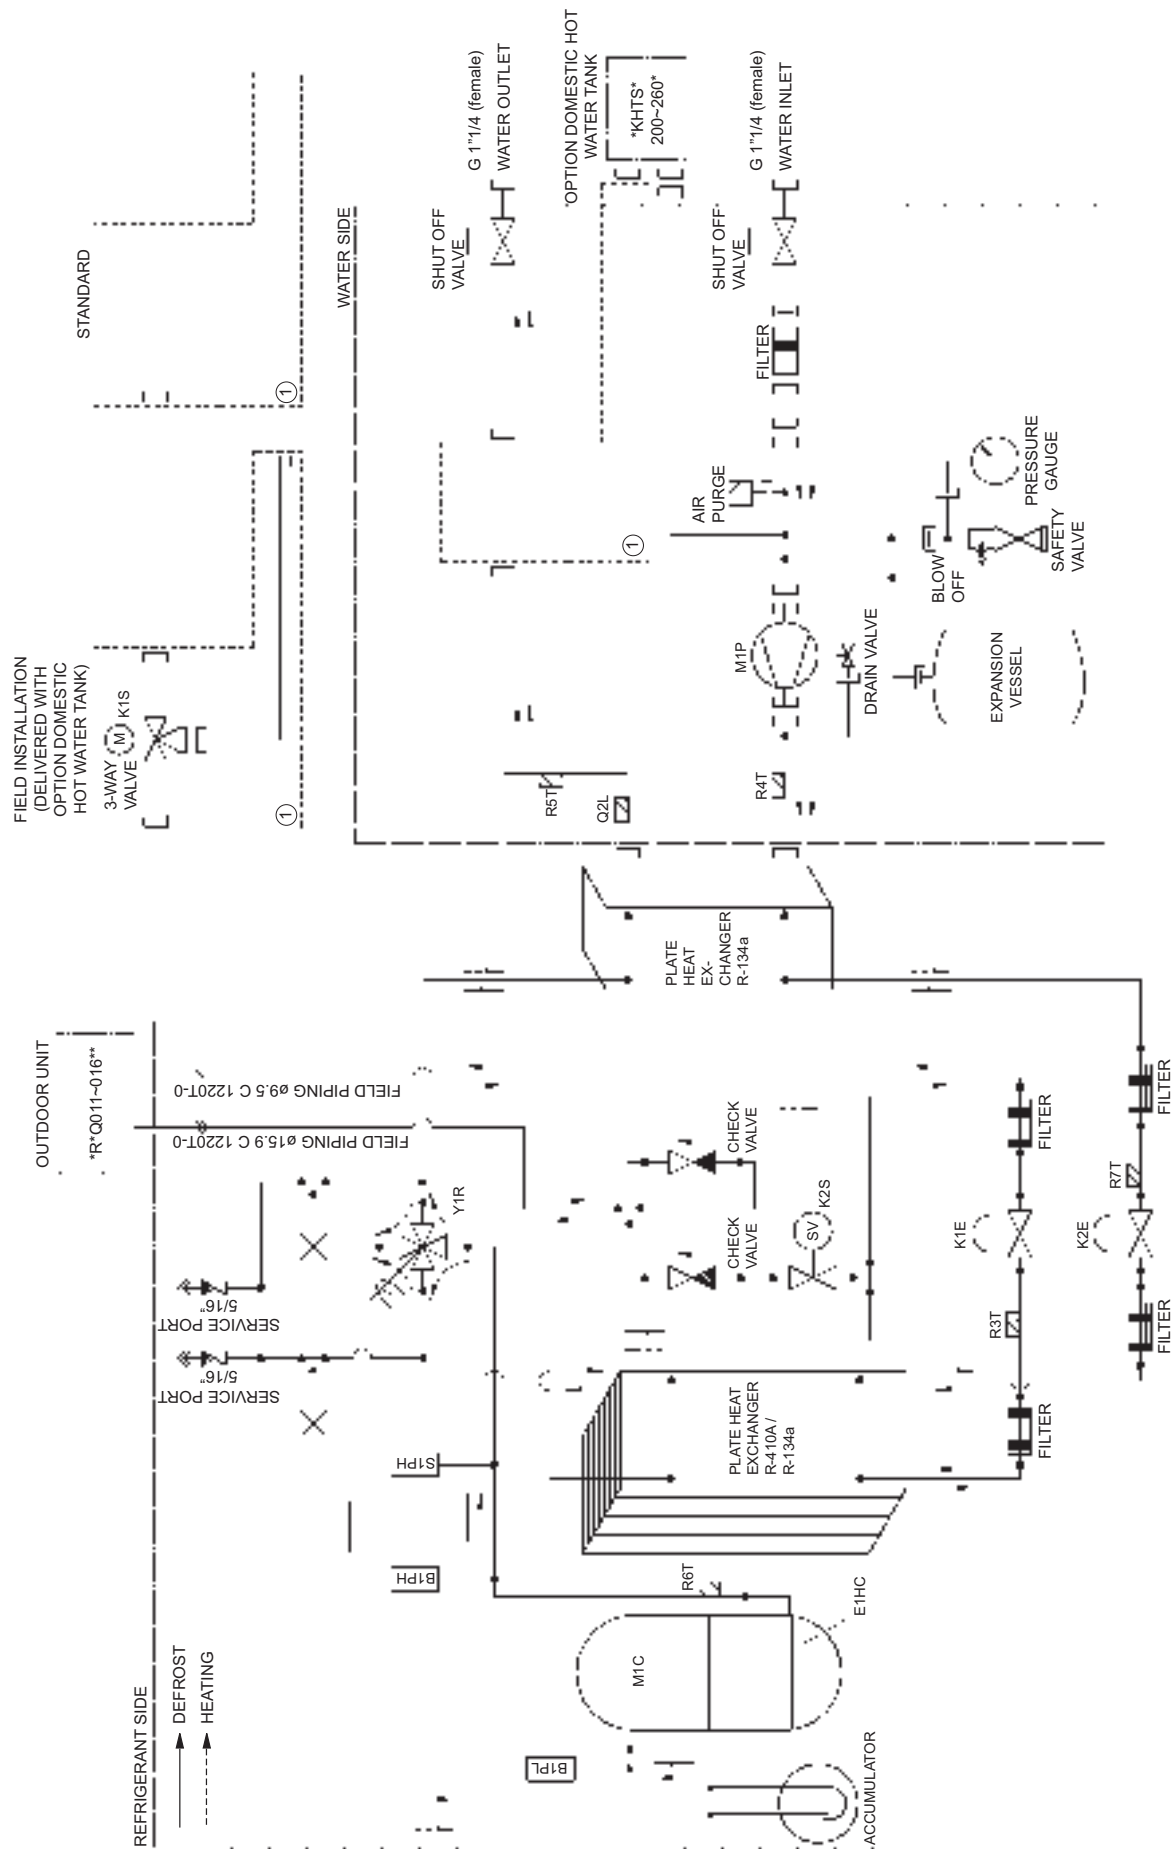 FIELD INSTALLATION
(DELIVERED WITH
OPTION DOMESTIC
HOT WATER TANK)
3-WAY
VALVE
M
K1S
1
STANDARD
1
WATER SIDE
SHUT OFF
VALVE
G 1"1/4 (female)
WATER OUTLET
OPTION DOMESTIC HOT
WATER TANK
*KHTS*
200~260*
SHUT OFF
VALVE
G 1"1/4 (female)
WATER INLET
FILTER
AIR
PURGE
1
M1P
R5T
Q2L
R4T
DRAIN VALVE
EXPANSION
VESSEL
BLOW
OFF
SAFETY
VALVE
PRESSURE
GAUGE
OUTDOOR UNIT
*R*Q011~016**
FIELD PIPING ø9.5 C 1220T-0
FIELD PIPING ø15.9 C 1220T-0
SERVICE PORT
5/16"
SERVICE PORT
5/16"
Y1R
PLATE
HEAT
EX-
CHANGER
R-134a
CHECK
VALVE
CHECK
VALVE
SV
K2S
PLATE HEAT
EXCHANGER
R-410A /
R-134a
K1E
R3T
FILTER
FILTER
K2E
R7T
FILTER
FILTER
REFRIGERANT SIDE
DEFROST
HEATING
S1PH
B1PH
B1PL
R6T
M1C
E1HC
ACCUMULATOR